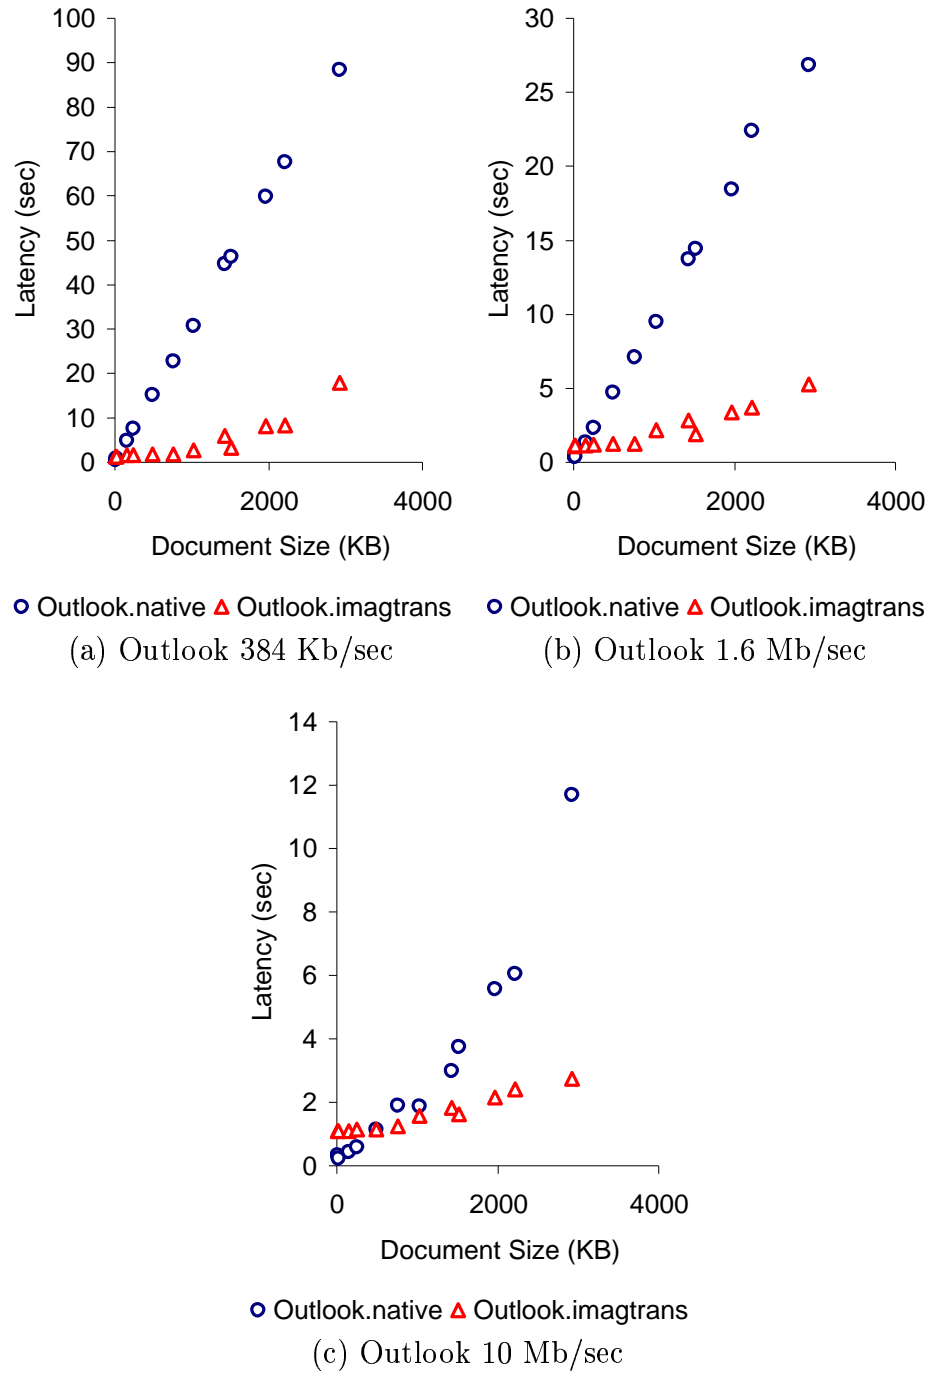 100
90
80
70
60
50
40
30
20
10
0
Latency (sec)
0 2000 4000
Document Size (KB)
Outlook.native Outlook.imagtrans
(a) Outlook 384 Kb/sec
30
25
20
15
10
5
0
Latency (sec)
0 2000 4000
Document Size (KB)
Outlook.native Outlook.imagtrans
(b) Outlook 1.6 Mb/sec
14
12
10
8
6
4
2
0
Latency (sec)
0 2000 4000
Document Size (KB)
Outlook.native Outlook.imagtrans
(c) Outlook 10 Mb/sec